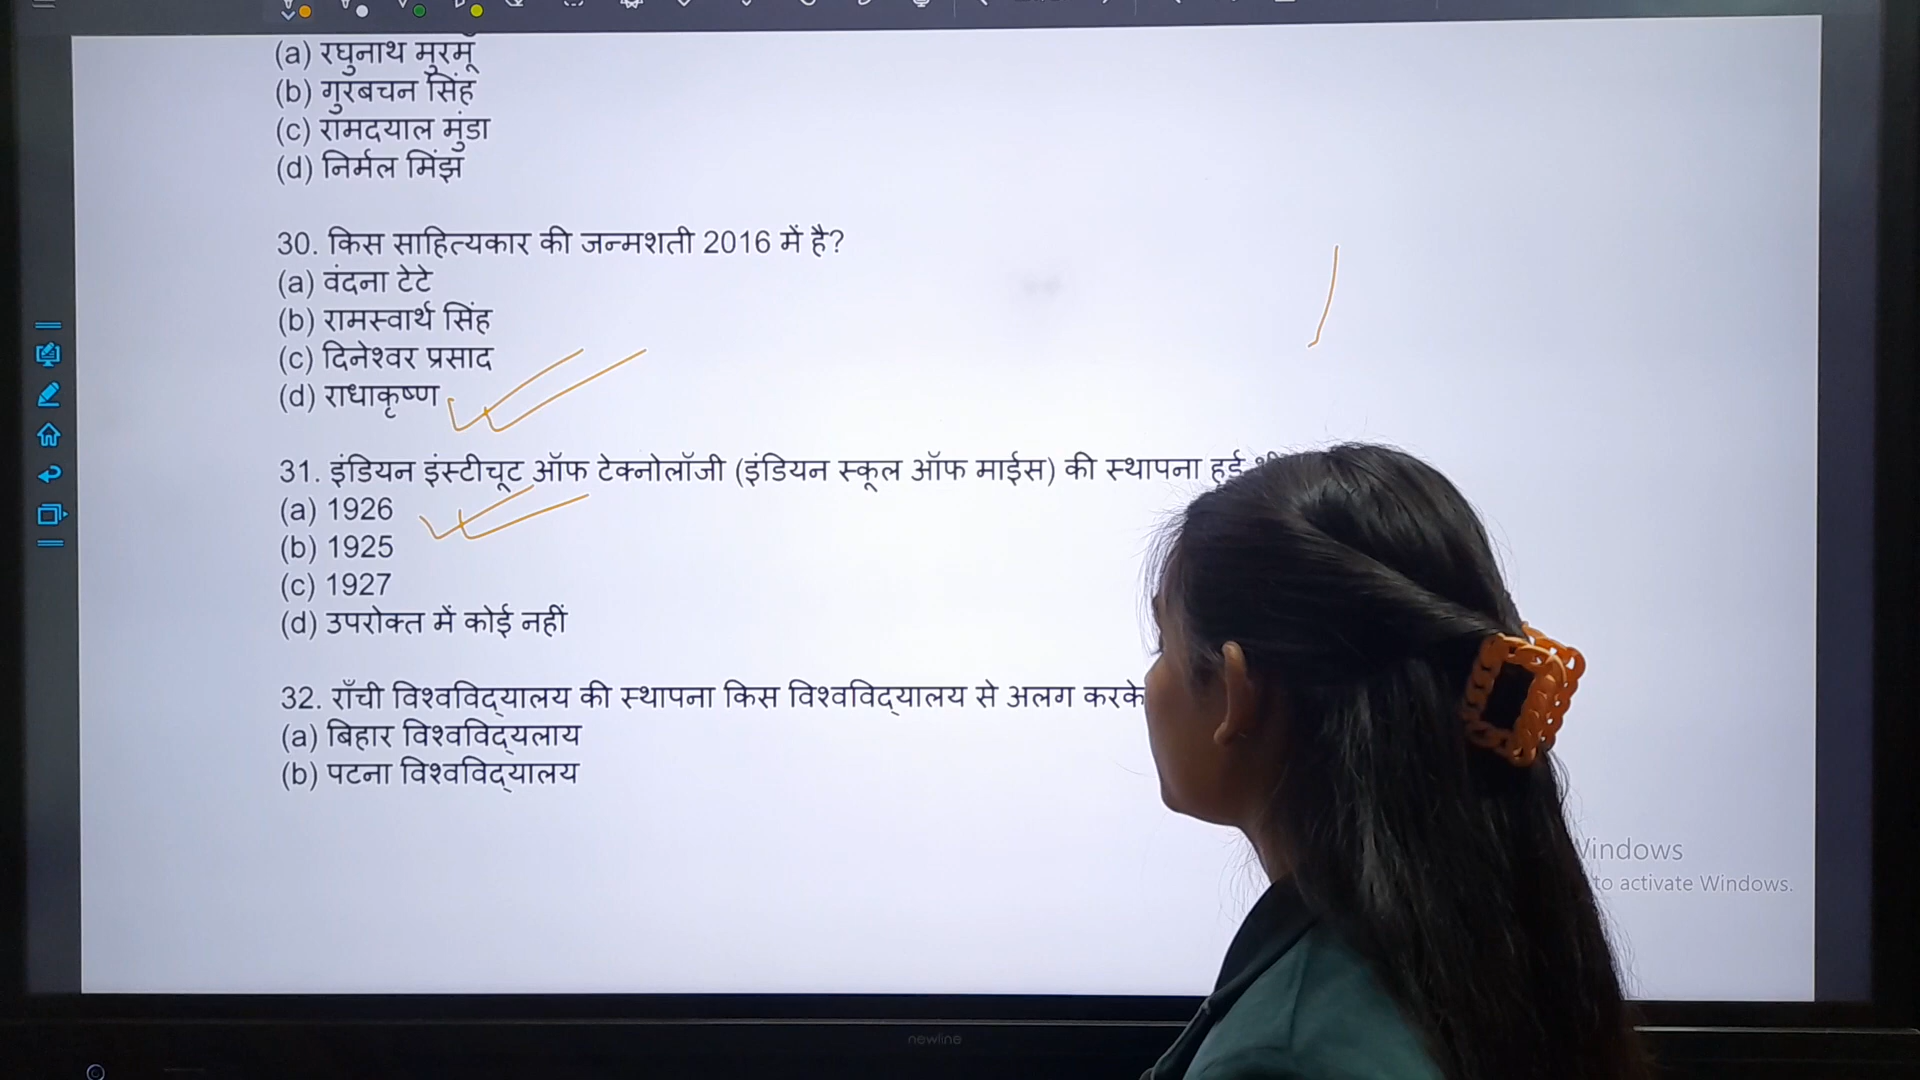 (a) रघुनाथ मुरमू
(b) गुरबचन सिंह
(c) रामदयाल मुंडा
(d) निर्मल मिंझ
30. किस साहित्यकार की जन्मशती 2016 में है?
(a) वंदना टेटे
(b) रामस्वार्थ सिंह
(c) दिनेश्वर प्रसाद
(d) राधाकृष्ण
31. इंडियन इंस्टीचूट ऑफ टेक्नोलॉजी (इंडियन स्कूल ऑफ माईस) की स्थापना हुई
(a) 1926
(b) 1925
(c) 1927
(d) उपरोक्त में कोई नहीं
32. राँची विश्वविद्यालय की स्थापना किस विश्वविद्यालय से अलग करके
(a) बिहार विश्वविद्यलाय
(b) पटना विश्वविद्यालय
Windows
to activate Windows.
newline